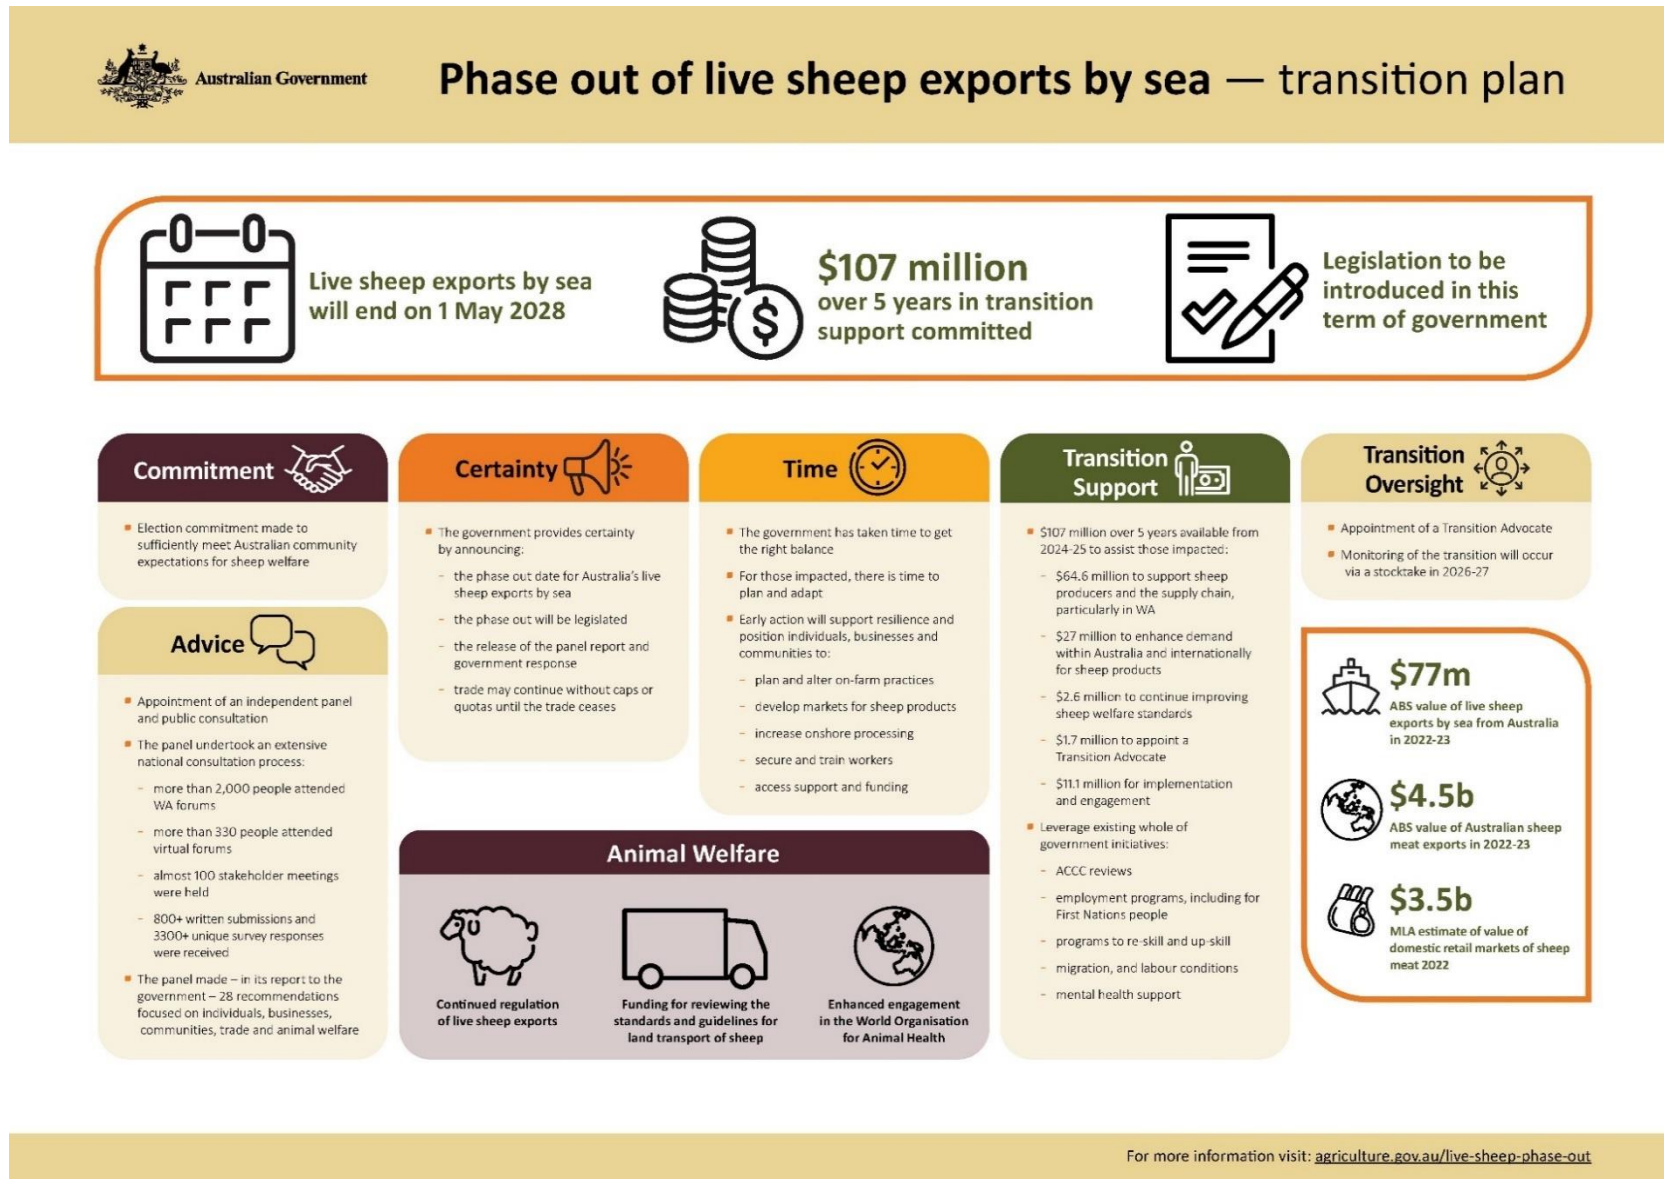 Australian Government
Phase out of live sheep exports by sea — transition plan
Live sheep exports by sea
will end on 1 May 2028
$107 million
over 5 years in transition
support committed
Legislation to be
introduced in this
term of government
Commitment
▪ Election commitment made to
sufficiently meet Australian community
expectations for sheep welfare
Advice
▪ Appointment of an independent panel
and public consultation
▪ The panel undertook an extensive
national consultation process:
– more than 2,000 people attended
WA forums
– more than 330 people attended
virtual forums
– almost 100 stakeholder meetings
were held
– 800+ written submissions and
3300+ unique survey responses
were received
▪ The panel made – in its report to the
government – 28 recommendations
focused on individuals, businesses,
communities, trade and animal welfare
Certainty
▪ The government provides certainty
by announcing:
– the phase out date for Australia's live
sheep exports by sea
– the phase out will be legislated
– the release of the panel report and
government response
– trade may continue without caps or
quotas until the trade ceases
Time
▪ The government has taken time to get
the right balance
▪ For those impacted, there is time to
plan and adapt
▪ Early action will support resilience and
position individuals, businesses and
communities to:
– plan and alter on-farm practices
– develop markets for sheep products
– increase onshore processing
– secure and train workers
– access support and funding
Animal Welfare
Continued regulation
of live sheep exports
Funding for reviewing the
standards and guidelines for
land transport of sheep
Enhanced engagement
in the World Organisation
for Animal Health
Transition
Support
▪ $107 million over 5 years available from
2024-25 to assist those impacted:
– $64.6 million to support sheep
producers and the supply chain,
particularly in WA
– $27 million to enhance demand
within Australia and internationally
for sheep products
– $2.6 million to continue improving
sheep welfare standards
– $1.7 million to appoint a
Transition Advocate
– $11.1 million for implementation
and engagement
▪ Leverage existing whole of
government initiatives:
– ACCC reviews
– employment programs, including for
First Nations people
– programs to re-skill and up-skill
– migration, and labour conditions
– mental health support
Transition
Oversight
▪ Appointment of a Transition Advocate
▪ Monitoring of the transition will occur
via a stocktake in 2026-27
$77m
ABS value of live sheep
exports by sea from Australia
in 2022-23
$4.5b
ABS value of Australian sheep
meat exports in 2022-23
$3.5b
MLA estimate of value of
domestic retail markets of sheep
meat 2022
For more information visit: agriculture.gov.au/live-sheep-phase-out